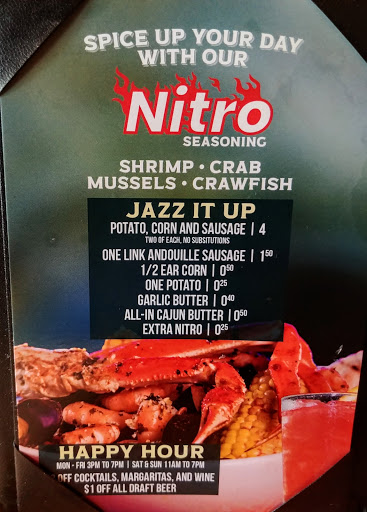 SPICE UP YOUR DAY
WITH OUR
Nitro
SEASONING
SHRIMP • CRAB
MUSSELS • CRAWFISH
JAZZ IT UP
POTATO, CORN AND SAUSAGE | 4
TWO OF EACH, NO SUBSITUTIONS
ONE LINK ANDOUILLE SAUSAGE | 1⁵⁰
1/2 EAR CORN | 0⁵⁰
ONE POTATO | 0²⁵
GARLIC BUTTER | 0⁴⁰
ALL-IN CAJUN BUTTER | 0⁵⁰
EXTRA NITRO | 0²⁵
HAPPY HOUR
MON - FRI 3PM TO 7PM | SAT & SUN 11AM TO 7PM
OFF COCKTAILS, MARGARITAS, AND WINE
$1 OFF ALL DRAFT BEER